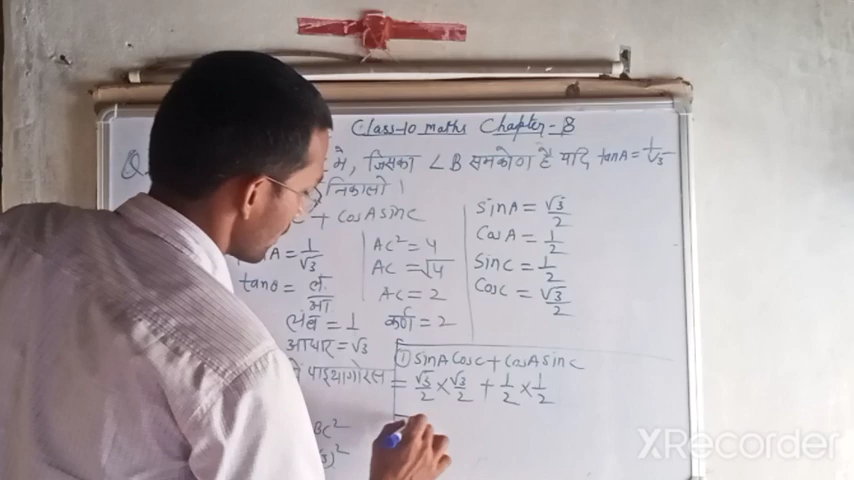 Class-10 maths Chapter-8
Q में, जिसका ∠B समकोण है यदि tanA = 1/√3
निकालो ।
+ CosA sinC
A = 1/√3
tanθ = लं./आ.
लंब = 1
आधार = √3
पाइथागोरस
BC²
)²
AC² = 4
AC = √4
AC = 2
कर्ण = 2
sinA = √3/2
CosA = 1/2
SinC = 1/2
CosC = √3/2
① SinA CosC + CosA sinC
= √3/2 × √3/2 + 1/2 × 1/2
XRecorder